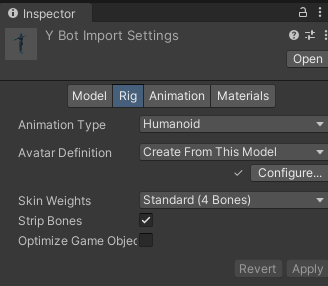 Inspector
Y Bot Import Settings
Open
Model Rig Animation Materials
Animation Type Humanoid
Avatar Definition Create From This Model
Configure...
Skin Weights Standard (4 Bones)
Strip Bones
Optimize Game Objec
Revert Apply